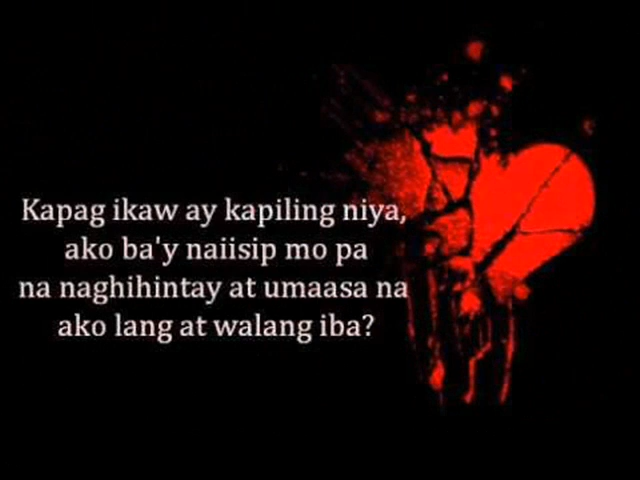 Kapag ikaw ay kapiling niya,
ako ba'y naiisip mo pa
na naghihintay at umaasa na
ako lang at walang iba?